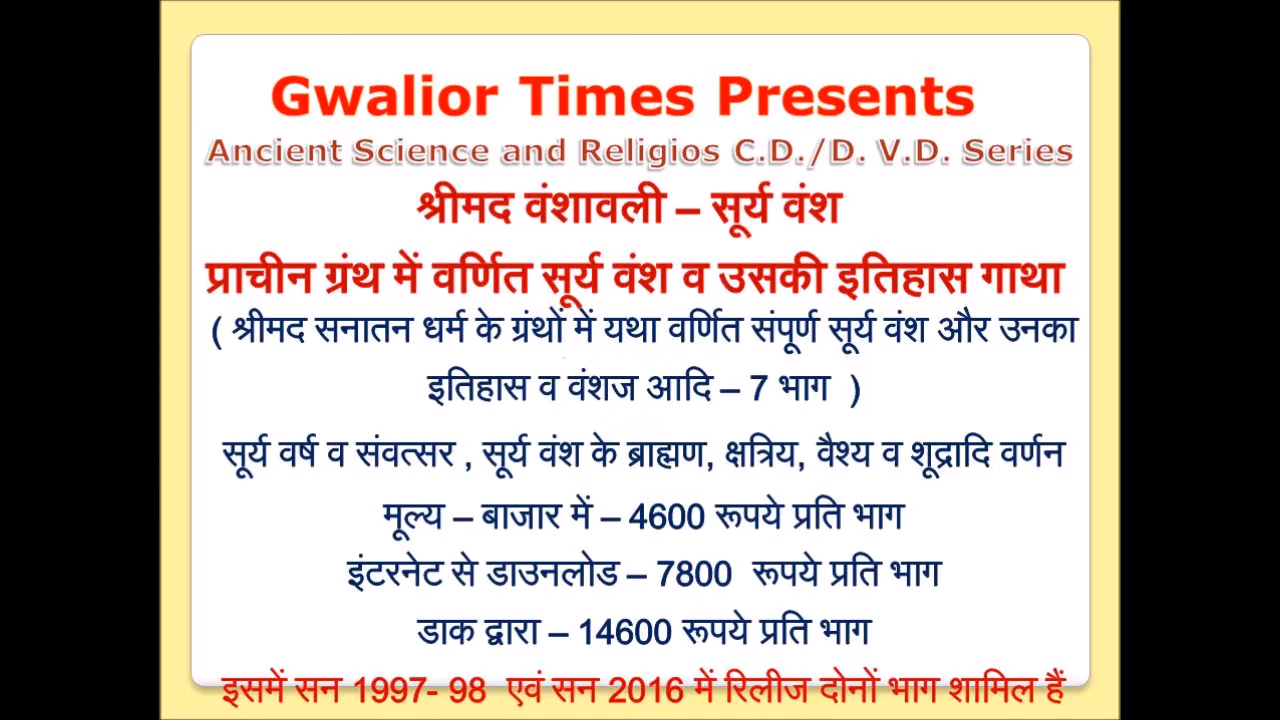 Gwalior Times Presents
Ancient Science and Religios C.D./D. V.D. Series
श्रीमद वंशावली – सूर्य वंश
प्राचीन ग्रंथ में वर्णित सूर्य वंश व उसकी इतिहास गाथा
( श्रीमद सनातन धर्म के ग्रंथों में यथा वर्णित संपूर्ण सूर्य वंश और उनका
इतिहास व वंशज आदि – 7 भाग )
सूर्य वर्ष व संवत्सर , सूर्य वंश के ब्राह्मण, क्षत्रिय, वैश्य व शूद्रादि वर्णन
मूल्य – बाजार में – 4600 रूपये प्रति भाग
इंटरनेट से डाउनलोड – 7800 रूपये प्रति भाग
डाक द्वारा – 14600 रूपये प्रति भाग
इसमें सन 1997- 98 एवं सन 2016 में रिलीज दोनों भाग शामिल हैं